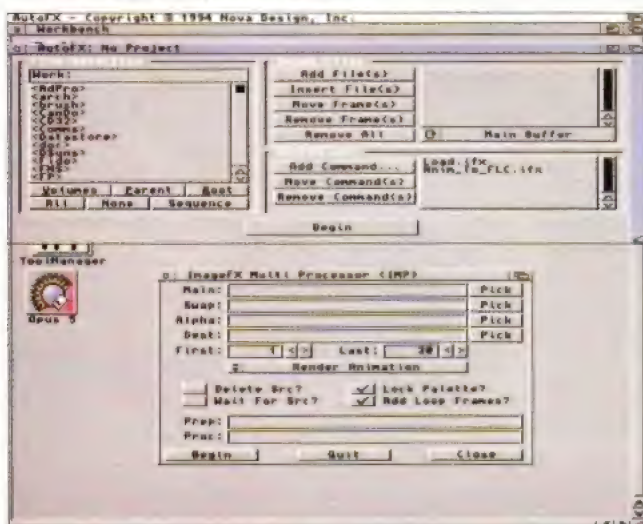 AutoFX - Copyright © 1994 Nova Design, Inc.
Workbench
AutoFX: No Project
Work:
<AdPro>
<arch>
<brush>
<CanDo>
<CD32>
<Comms>
<Datastore>
<dor>
<Fido>
Volumes Parent Root
All None Sequence
Add File(s)
Insert File(s)
Move Frame(s)
Remove Frame(s)
Remove All
Main Buffer
Add Command...
Move Command(s)
Remove Command(s)
Load.ifx
Anim_to_FLC.ifx
Begin
ToolManager
Opus 5
ImageFX Multi Processor (IMP)
Main: Pick
Swap: Pick
Alpha: Pick
Dest: Pick
First: 1 < > Last: 30 < >
Render Animation
Delete Src? Lock Palette?
Wait For Src? Add Loop Frames?
Prep:
Proc:
Begin Quit Close